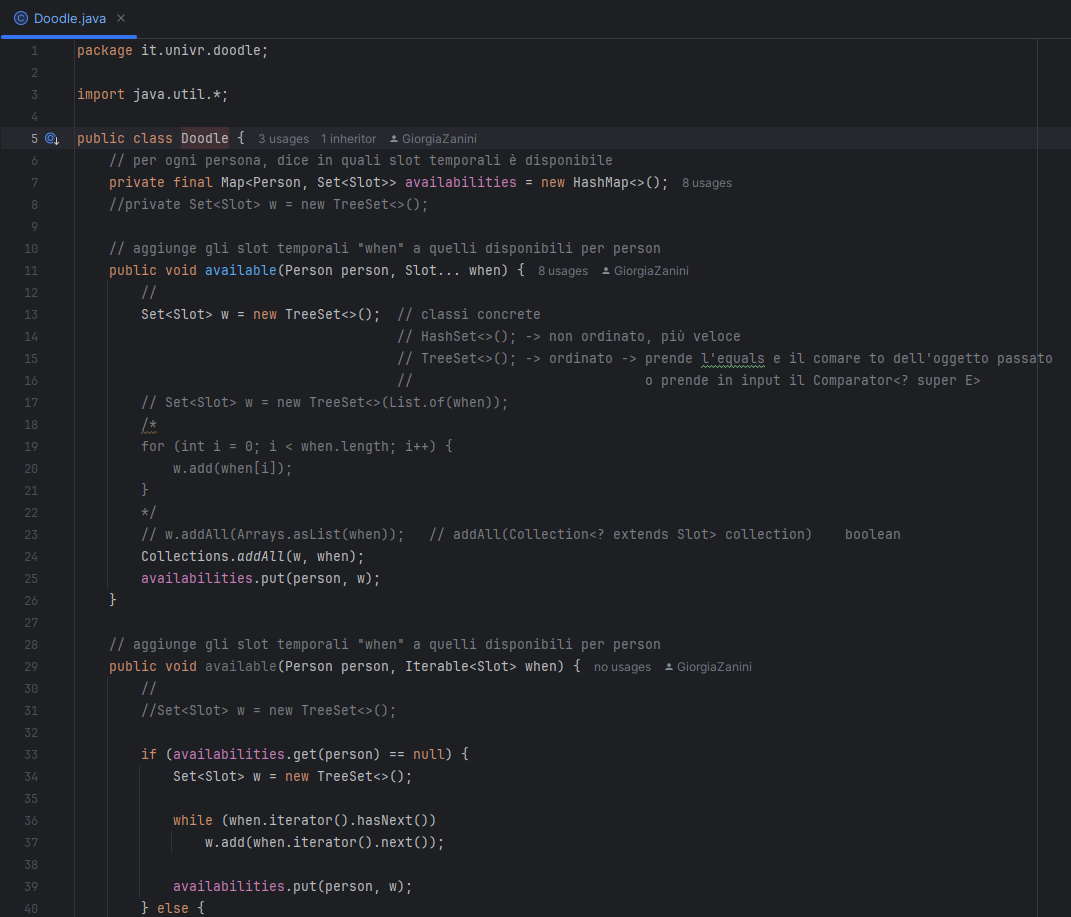 Doodle.java
1 package it.univr.doodle;
2
3 import java.util.*;
4
5 public class Doodle { 3 usages 1 inheritor GiorgiaZanini
6 // per ogni persona, dice in quali slot temporali è disponibile
7 private final Map<Person, Set<Slot>> availabilities = new HashMap<>(); 8 usages
8 //private Set<Slot> w = new TreeSet<>();
9
10 // aggiunge gli slot temporali "when" a quelli disponibili per person
11 public void available(Person person, Slot... when) { 8 usages GiorgiaZanini
12 //
13 Set<Slot> w = new TreeSet<>(); // classi concrete
14 // HashSet<>(); -> non ordinato, più veloce
15 // TreeSet<>(); -> ordinato -> prende l'equals e il comare to dell'oggetto passato
16 // o prende in input il Comparator<? super E>
17 // Set<Slot> w = new TreeSet<>(List.of(when));
18 /*
19 for (int i = 0; i < when.length; i++) {
20 w.add(when[i]);
21 }
22 */
23 // w.addAll(Arrays.asList(when)); // addAll(Collection<? extends Slot> collection) boolean
24 Collections.addAll(w, when);
25 availabilities.put(person, w);
26 }
27
28 // aggiunge gli slot temporali "when" a quelli disponibili per person
29 public void available(Person person, Iterable<Slot> when) { no usages GiorgiaZanini
30 //
31 //Set<Slot> w = new TreeSet<>();
32
33 if (availabilities.get(person) == null) {
34 Set<Slot> w = new TreeSet<>();
35
36 while (when.iterator().hasNext())
37 w.add(when.iterator().next());
38
39 availabilities.put(person, w);
40 } else {